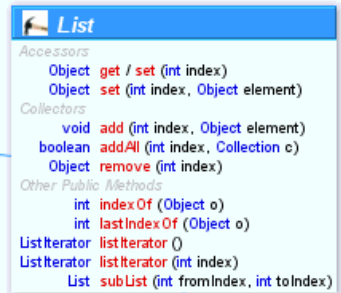 List
Accessors
Object get / set (int index)
Object set (int index, Object element)
Collectors
void add (int index, Object element)
boolean addAll (int index, Collection c)
Object remove (int index)
Other Public Methods
int indexOf (Object o)
int lastIndexOf (Object o)
ListIterator listIterator ()
ListIterator listIterator (int index)
List subList (int fromIndex, int toIndex)